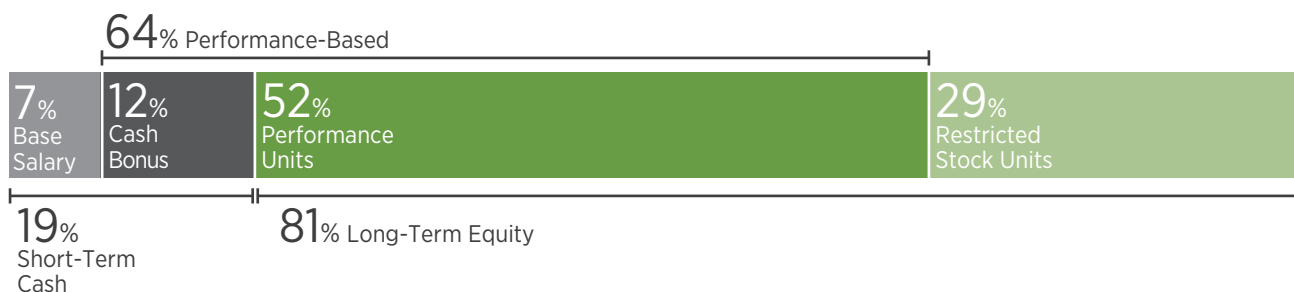 64% Performance-Based
7%
Base
Salary
12%
Cash
Bonus
52%
Performance
Units
29%
Restricted
Stock Units
19%
Short-Term
Cash
81% Long-Term Equity